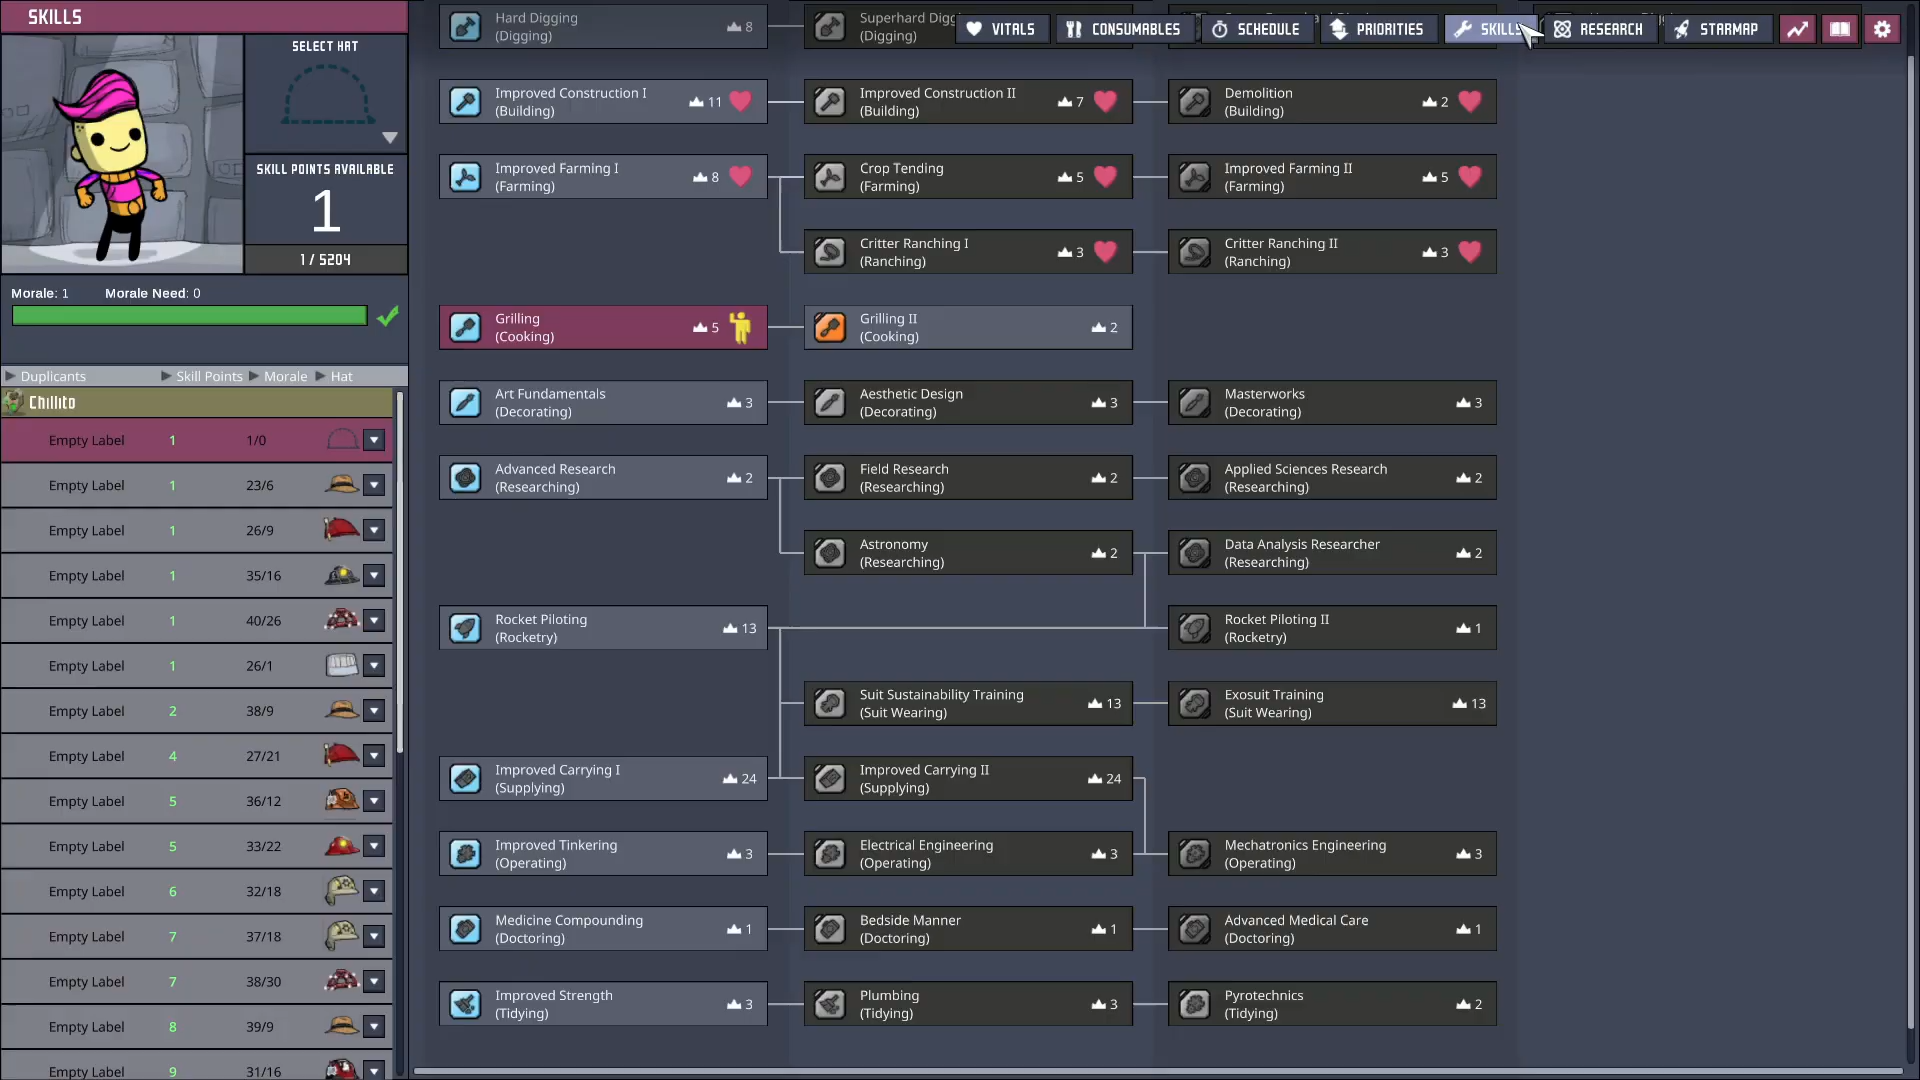 SKILLS
SELECT HAT
SKILL POINTS AVAILABLE
1
1 / 5204
Morale: 1
Morale Need: 0
Duplicants
Skill Points
Morale
Hat
Chillito
Empty Label 1 1/0
Empty Label 1 23/6
Empty Label 1 26/9
Empty Label 1 35/16
Empty Label 1 40/26
Empty Label 1 26/1
Empty Label 2 38/9
Empty Label 4 27/21
Empty Label 5 36/12
Empty Label 5 33/22
Empty Label 6 32/18
Empty Label 7 37/18
Empty Label 7 38/30
Empty Label 8 39/9
Empty Label 9 31/16
VITALS
CONSUMABLES
SCHEDULE
PRIORITIES
SKILLS
RESEARCH
STARMAP
Hard Digging
(Digging)
8
(Digging)
Improved Construction I
(Building)
11
Improved Construction II
(Building)
7
Demolition
(Building)
2
Improved Farming I
(Farming)
8
Crop Tending
(Farming)
5
Improved Farming II
(Farming)
5
Critter Ranching I
(Ranching)
3
Critter Ranching II
(Ranching)
3
Grilling
(Cooking)
5
Grilling II
(Cooking)
2
Art Fundamentals
(Decorating)
3
Aesthetic Design
(Decorating)
3
Masterworks
(Decorating)
3
Advanced Research
(Researching)
2
Field Research
(Researching)
2
Applied Sciences Research
(Researching)
2
Astronomy
(Researching)
2
Data Analysis Researcher
(Researching)
2
Rocket Piloting
(Rocketry)
13
Rocket Piloting II
(Rocketry)
1
Suit Sustainability Training
(Suit Wearing)
13
Exosuit Training
(Suit Wearing)
13
Improved Carrying I
(Supplying)
24
Improved Carrying II
(Supplying)
24
Improved Tinkering
(Operating)
3
Electrical Engineering
(Operating)
3
Mechatronics Engineering
(Operating)
3
Medicine Compounding
(Doctoring)
1
Bedside Manner
(Doctoring)
1
Advanced Medical Care
(Doctoring)
1
Improved Strength
(Tidying)
3
Plumbing
(Tidying)
3
Pyrotechnics
(Tidying)
2